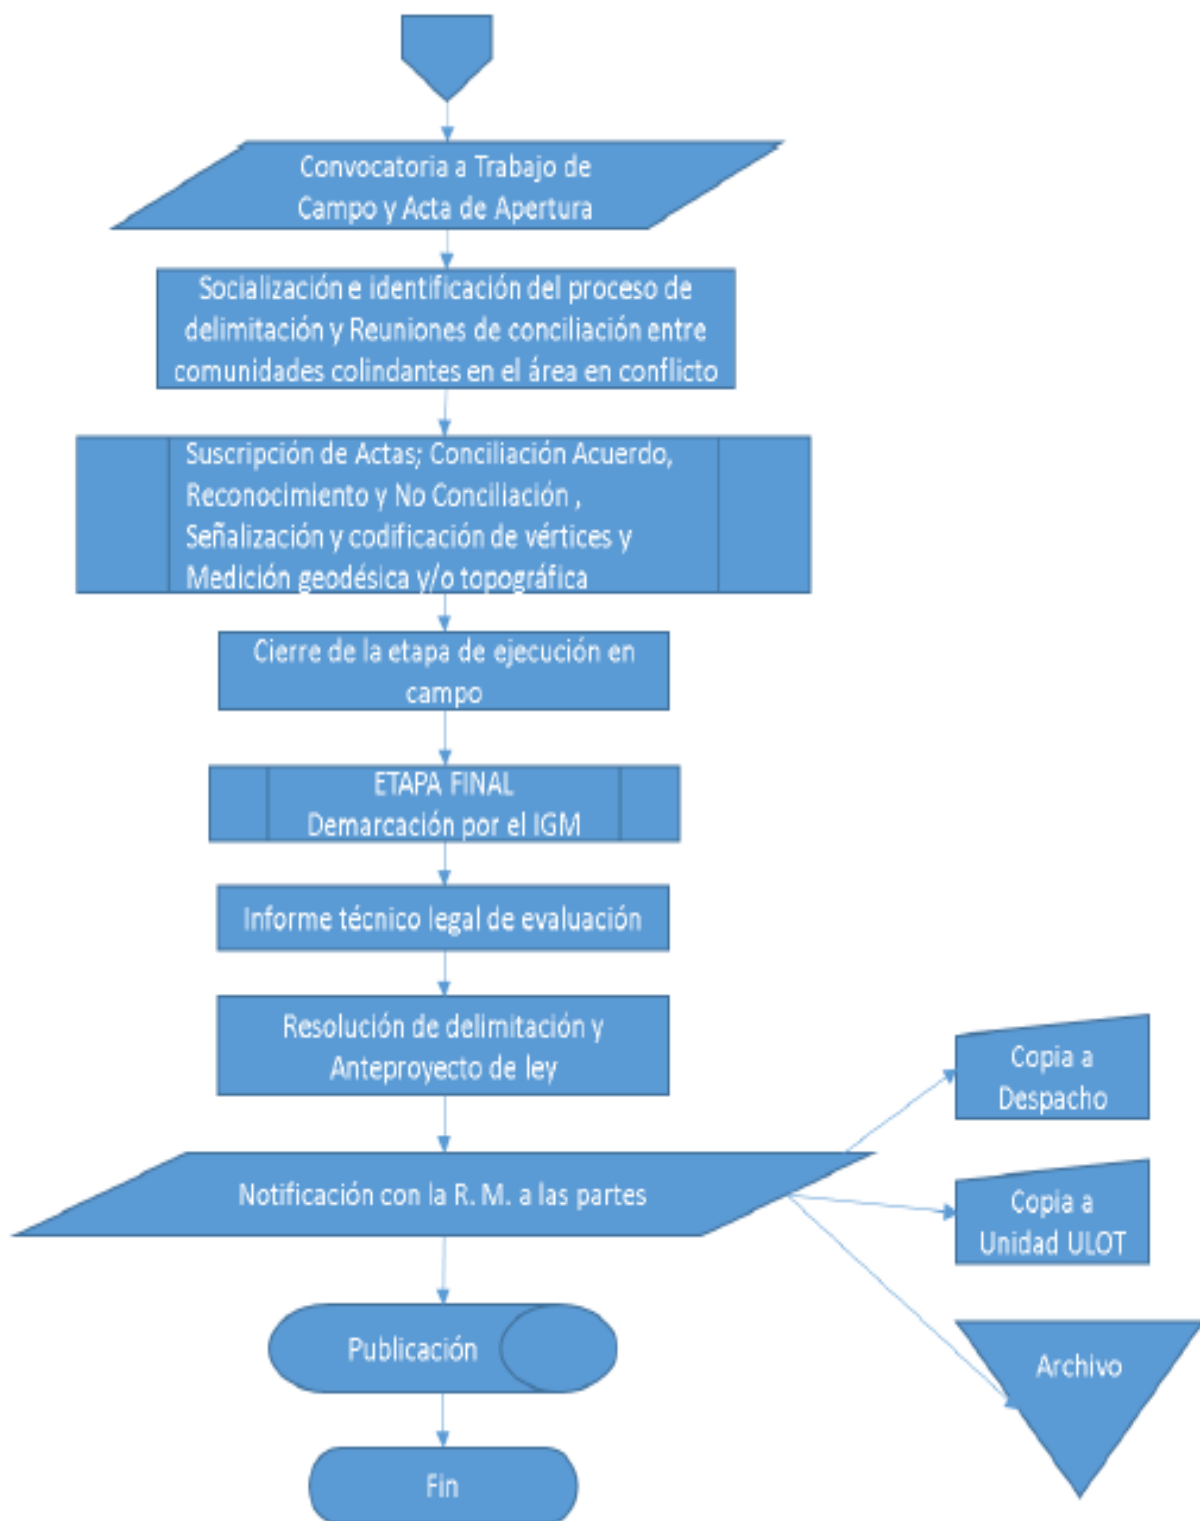 Convocatoria a Trabajo de
Campo y Acta de Apertura
Socialización e identificación del proceso de
delimitación y Reuniones de conciliación entre
comunidades colindantes en el área en conflicto
Suscripción de Actas; Conciliación Acuerdo,
Reconocimiento y No Conciliación ,
Señalización y codificación de vértices y
Medición geodésica y/o topográfica
Cierre de la etapa de ejecución en
campo
ETAPA FINAL
Demarcación por el IGM
Informe técnico legal de evaluación
Resolución de delimitación y
Anteproyecto de ley
Notificación con la R. M. a las partes
Copia a
Despacho
Copia a
Unidad ULOT
Archivo
Publicación
Fin